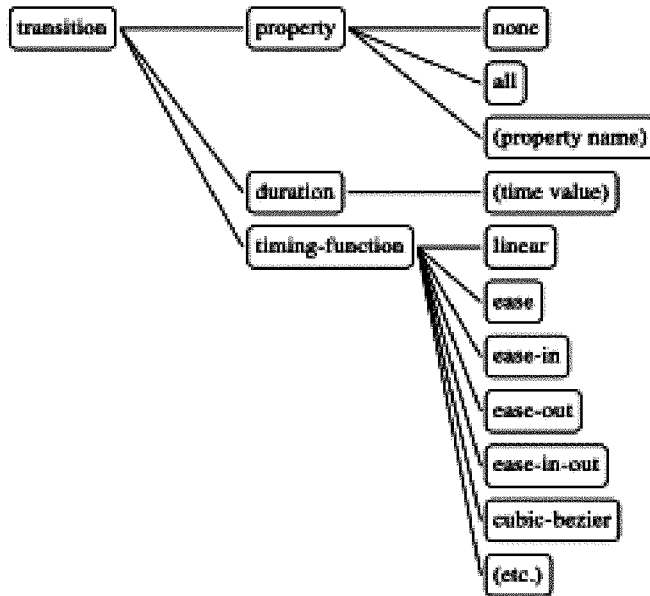 transition
property
none
all
(property name)
duration
(time value)
timing-function
linear
ease
ease-in
ease-out
ease-in-out
cubic-bezier
(etc.)